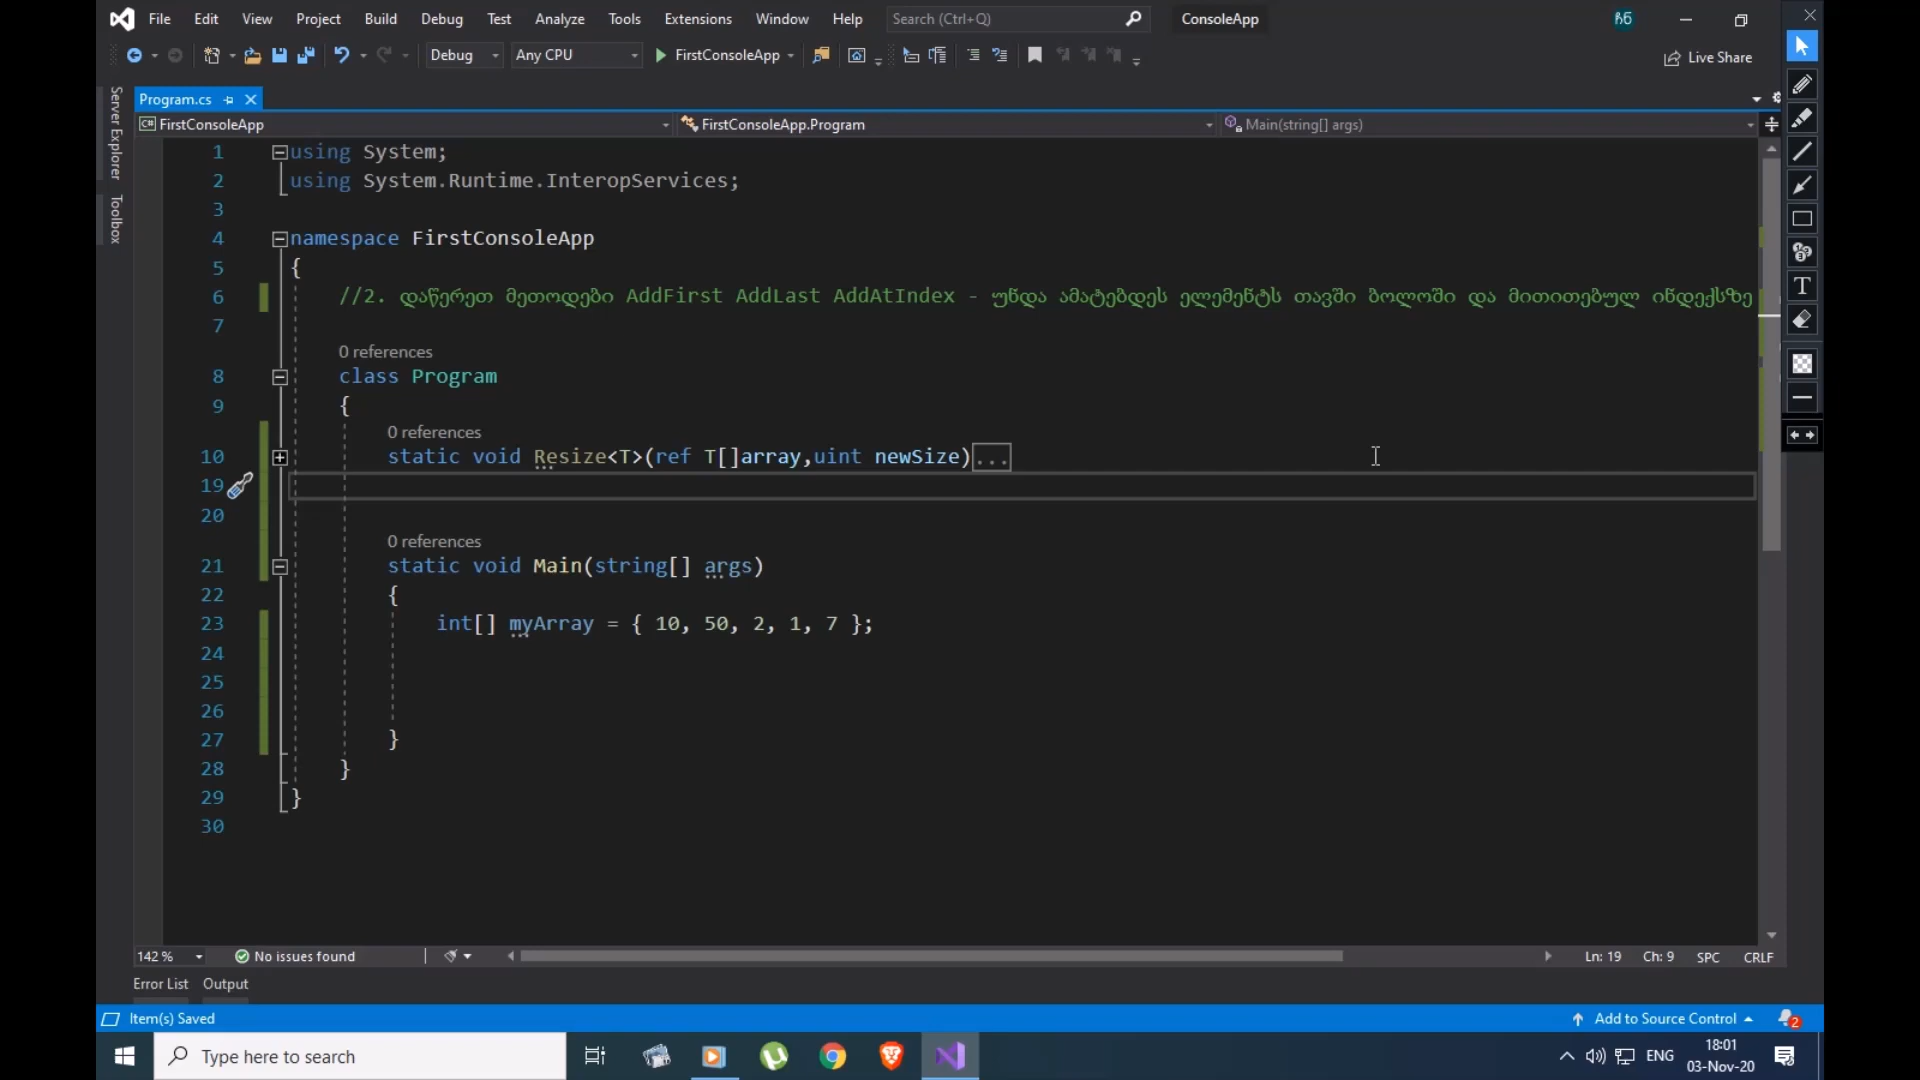 File Edit View Project Build Debug Test Analyze Tools Extensions Window Help Search (Ctrl+Q) ConsoleApp ჩნ
Debug Any CPU FirstConsoleApp Live Share
Server Explorer
Toolbox
Program.cs
FirstConsoleApp FirstConsoleApp.Program Main(string[] args)
1 using System;
2 using System.Runtime.InteropServices;
3
4 namespace FirstConsoleApp
5 {
6 //2. დაწერეთ მეთოდები AddFirst AddLast AddAtIndex - უნდა ამატებდეს ელემენტს თავში ბოლოში და მითითებულ ინდექსზე
7
0 references
8 class Program
9 {
0 references
10 static void Resize<T>(ref T[]array,uint newSize)...
19
20
0 references
21 static void Main(string[] args)
22 {
23 int[] myArray = { 10, 50, 2, 1, 7 };
24
25
26
27 }
28 }
29 }
30
142 % No issues found Ln: 19 Ch: 9 SPC CRLF
Error List Output
Item(s) Saved Add to Source Control 2
Type here to search ENG 18:01
03-Nov-20